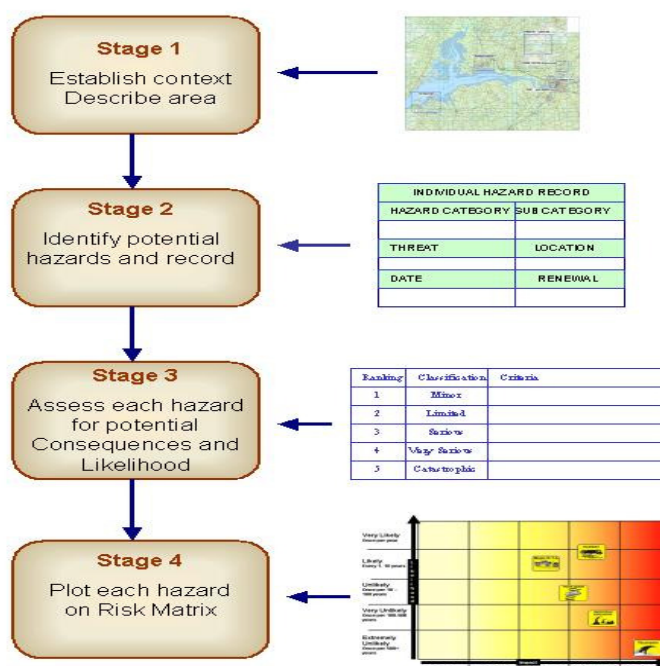 Stage 1
Establish context
Describe area
Stage 2
Identify potential
hazards and record
INDIVIDUAL HAZARD RECORD
HAZARD CATEGORY SUB CATEGORY
THREAT LOCATION
DATE RENEWAL
Stage 3
Assess each hazard
for potential
Consequences and
Likelihood
Ranking Classification Criteria
1 Minor
2 Limited
3 Serious
4 Very Serious
5 Catastrophic
Stage 4
Plot each hazard
on Risk Matrix
Very Likely
Likely
Unlikely
Very Unlikely
Extremely
Unlikely